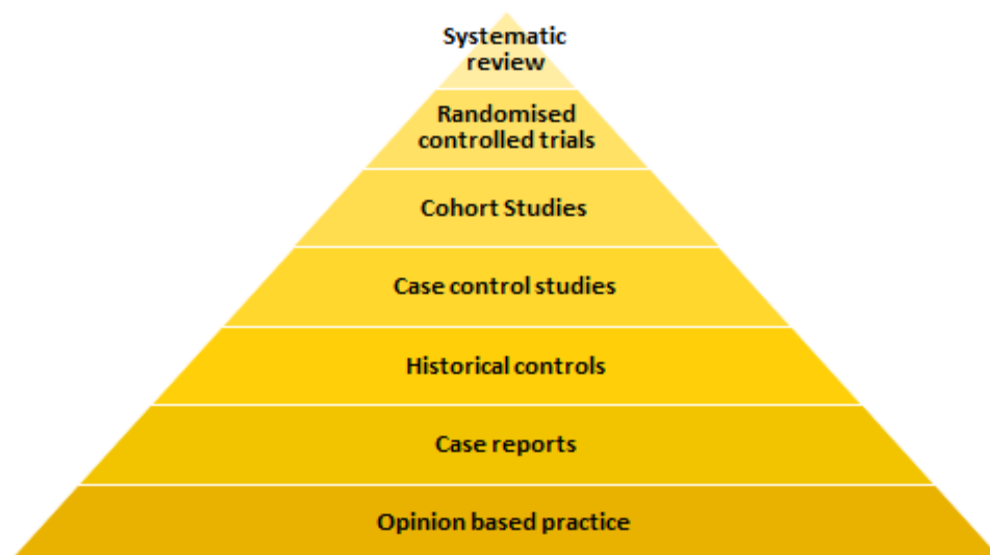 Systematic
review
Randomised
controlled trials
Cohort Studies
Case control studies
Historical controls
Case reports
Opinion based practice